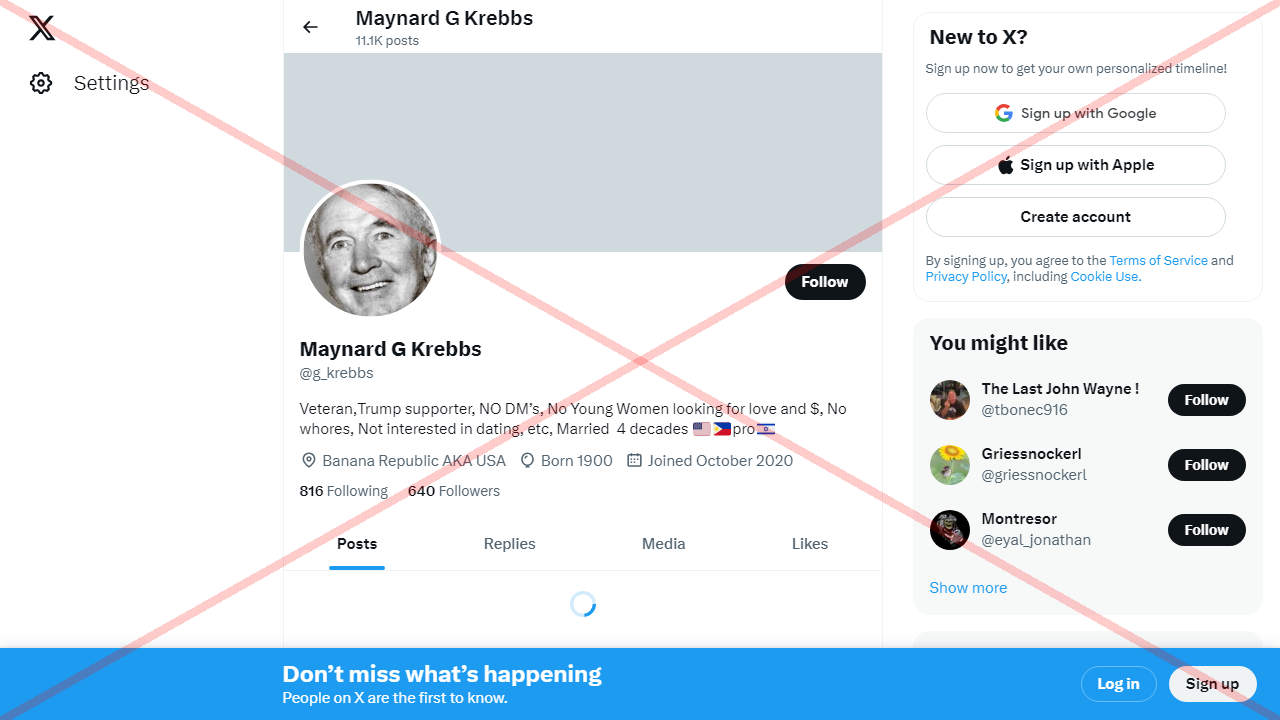 Settings
Maynard G Krebbs
11.1K posts
Follow
Maynard G Krebbs
@g_krebbs
Veteran,Trump supporter, NO DM’s, No Young Women looking for love and $, No
whores, Not interested in dating, etc, Married 4 decades 🇺🇸🇵🇭pro🇮🇱
Banana Republic AKA USA Born 1900 Joined October 2020
816 Following 640 Followers
Posts Replies Media Likes
New to X?
Sign up now to get your own personalized timeline!
Sign up with Google
Sign up with Apple
Create account
By signing up, you agree to the Terms of Service and
Privacy Policy, including Cookie Use.
You might like
The Last John Wayne !
@tbonec916
Follow
Griessnockerl
@griessnockerl
Follow
Montresor
@eyal_jonathan
Follow
Show more
Don’t miss what’s happening
People on X are the first to know.
Log in
Sign up